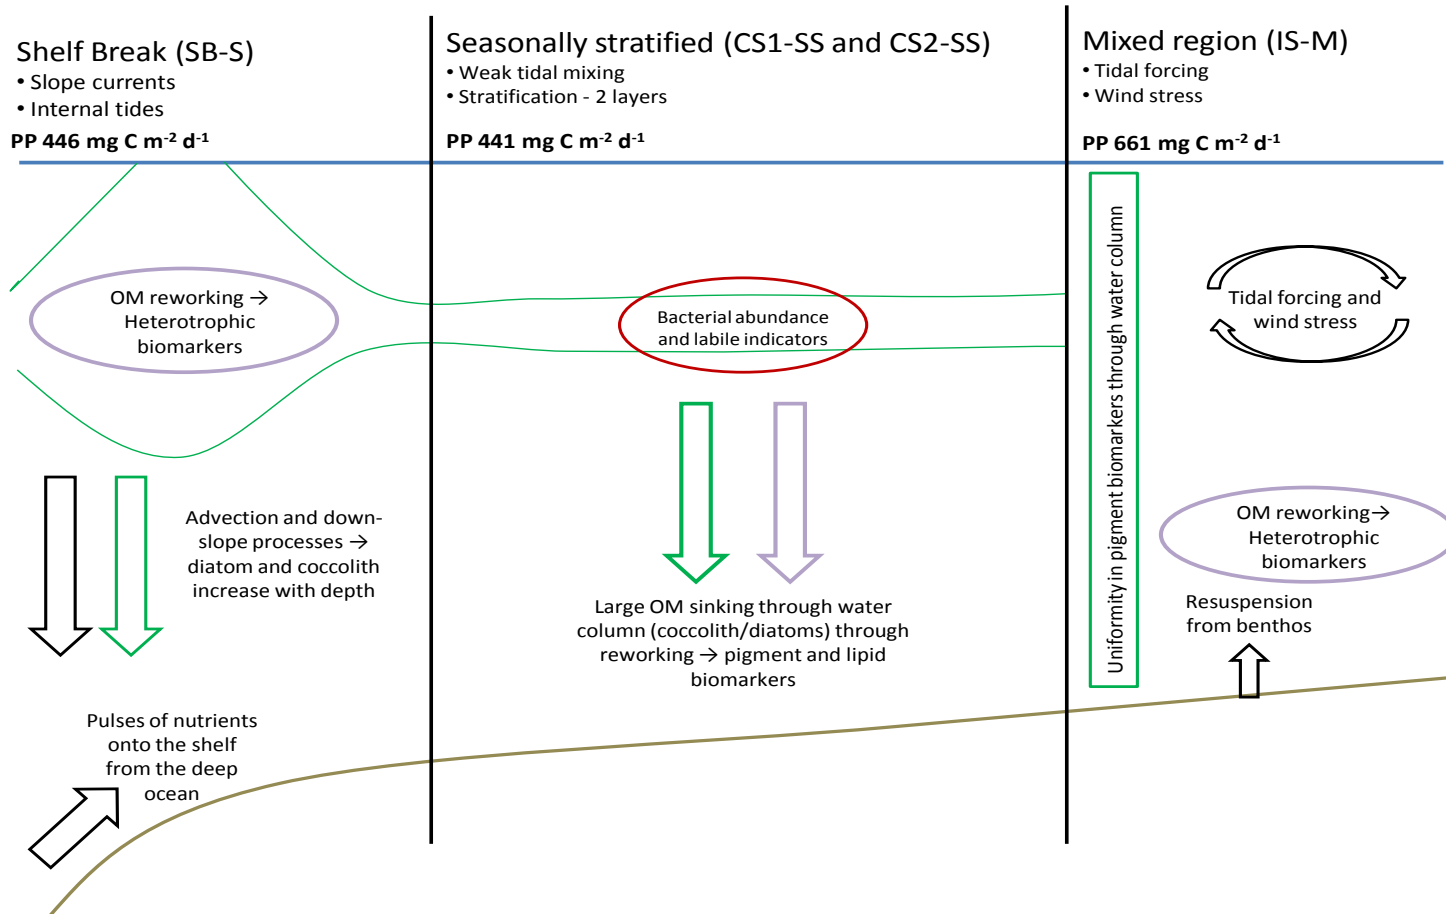 Shelf Break (SB-S)
• Slope currents
• Internal tides
PP 446 mg C m⁻² d⁻¹
OM reworking →
Heterotrophic
biomarkers
Advection and down-
slope processes →
diatom and coccolith
increase with depth
Pulses of nutrients
onto the shelf
from the deep
ocean
Seasonally stratified (CS1-SS and CS2-SS)
• Weak tidal mixing
• Stratification - 2 layers
PP 441 mg C m⁻² d⁻¹
Bacterial abundance
and labile indicators
Large OM sinking through water
column (coccolith/diatoms) through
reworking → pigment and lipid
biomarkers
Mixed region (IS-M)
• Tidal forcing
• Wind stress
PP 661 mg C m⁻² d⁻¹
Uniformity in pigment biomarkers through water column
Tidal forcing and
wind stress
OM reworking→
Heterotrophic
biomarkers
Resuspension
from benthos